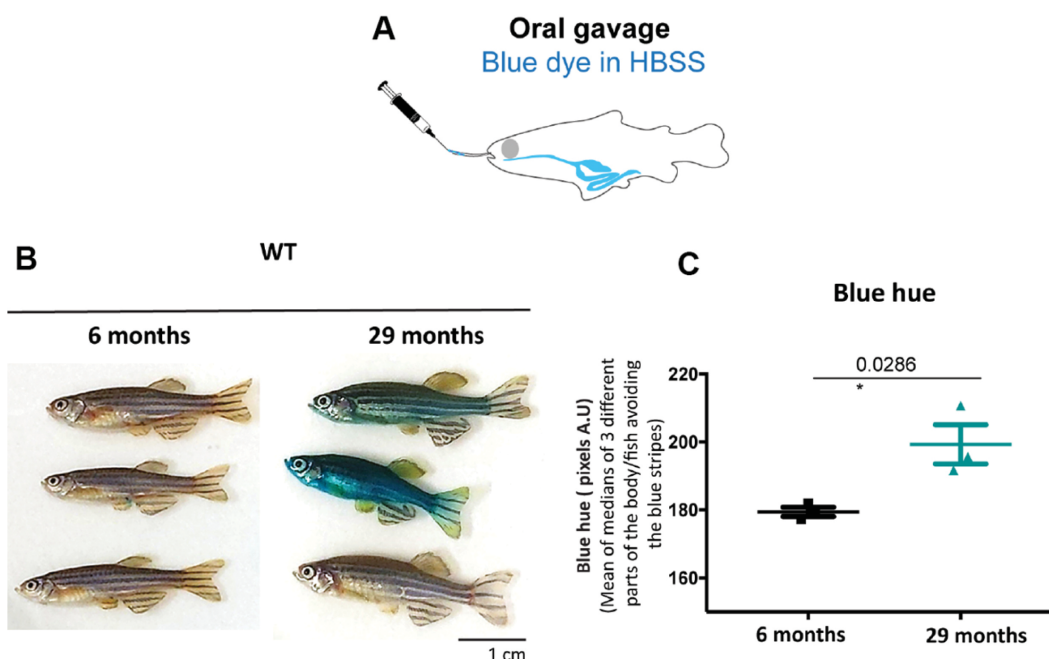 A
Oral gavage
Blue dye in HBSS
B
WT
6 months
29 months
1 cm
C
Blue hue
Blue hue ( pixels A.U)
(Mean of medians of 3 different
parts of the body/fish avoiding
the blue stripes)
0.0286
*
220
200
180
160
6 months
29 months